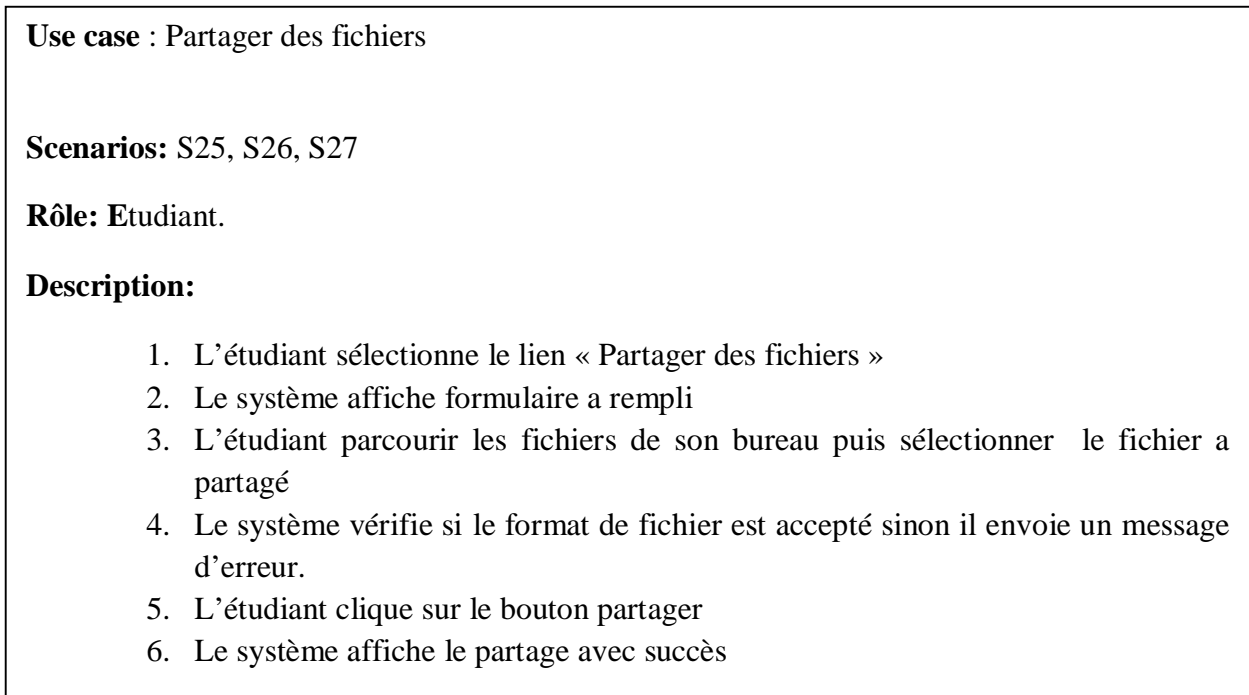 Use case : Partager des fichiers
Scenarios: S25, S26, S27
Rôle: Etudiant.
Description:
1. L’étudiant sélectionne le lien « Partager des fichiers »
2. Le système affiche formulaire a rempli
3. L’étudiant parcourir les fichiers de son bureau puis sélectionner le fichier a
partagé
4. Le système vérifie si le format de fichier est accepté sinon il envoie un message
d’erreur.
5. L’étudiant clique sur le bouton partager
6. Le système affiche le partage avec succès